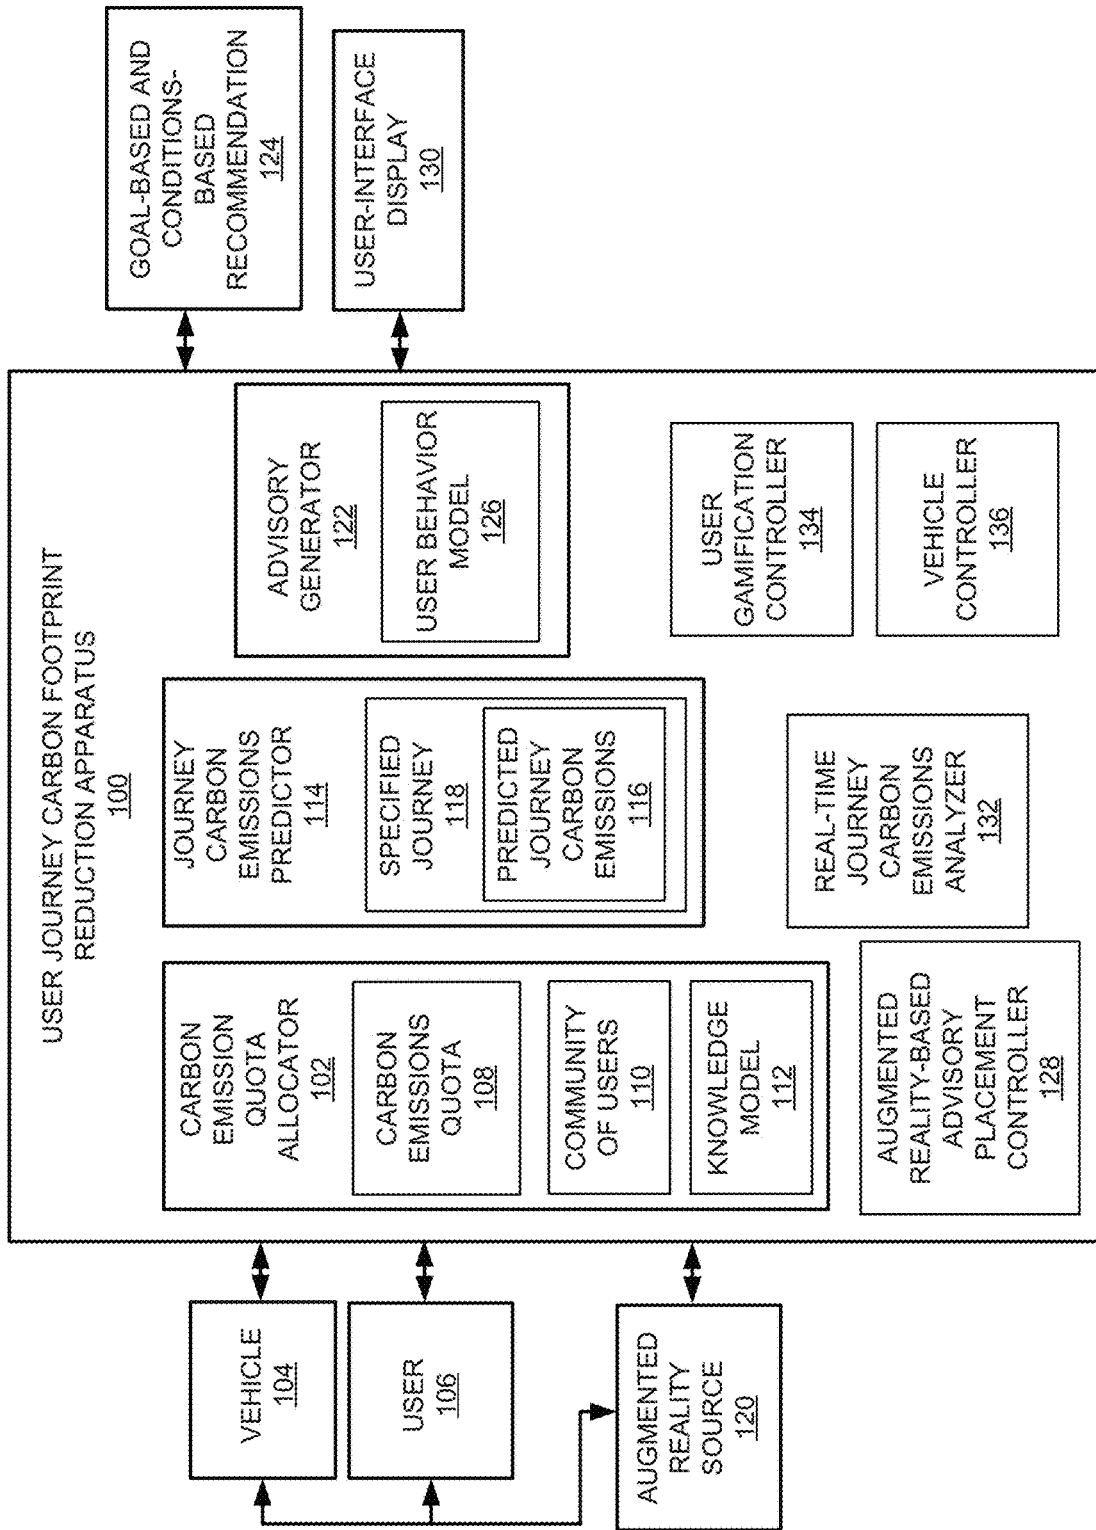 USER JOURNEY CARBON FOOTPRINT
REDUCTION APPARATUS
100
VEHICLE
104
USER
106
AUGMENTED
REALITY
SOURCE
120
CARBON
EMISSION
QUOTA
ALLOCATOR
102
CARBON
EMISSIONS
QUOTA
108
COMMUNITY
OF USERS
110
KNOWLEDGE
MODEL
112
JOURNEY
CARBON
EMISSIONS
PREDICTOR
114
SPECIFIED
JOURNEY
118
PREDICTED
JOURNEY
CARBON
EMISSIONS
116
ADVISORY
GENERATOR
122
USER BEHAVIOR
MODEL
126
AUGMENTED
REALITY-BASED
ADVISORY
PLACEMENT
CONTROLLER
128
REAL-TIME
JOURNEY
CARBON
EMISSIONS
ANALYZER
132
USER
GAMIFICATION
CONTROLLER
134
VEHICLE
CONTROLLER
136
GOAL-BASED AND
CONDITIONS-
BASED
RECOMMENDATION
124
USER-INTERFACE
DISPLAY
130